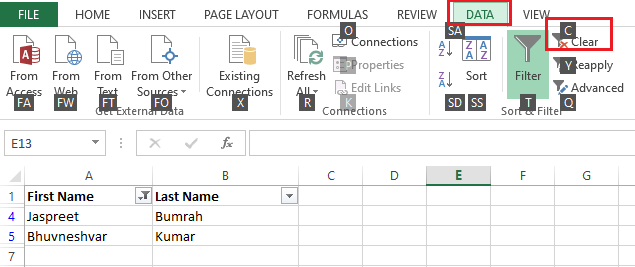 FILE HOME INSERT PAGE LAYOUT FORMULAS REVIEW DATA VIEW
O SA C
Connections Clear
From Access From Web From Text From Other Sources Existing Connections Refresh All Properties Sort Filter Reapply
Y
Edit Links Advanced
FA FW FT FO X R K SD SS T Q
Get External Data Connections Sort & Filter
E13 fx
A B C D E F G
1 First Name Last Name
4 Jaspreet Bumrah
5 Bhuvneshvar Kumar
7